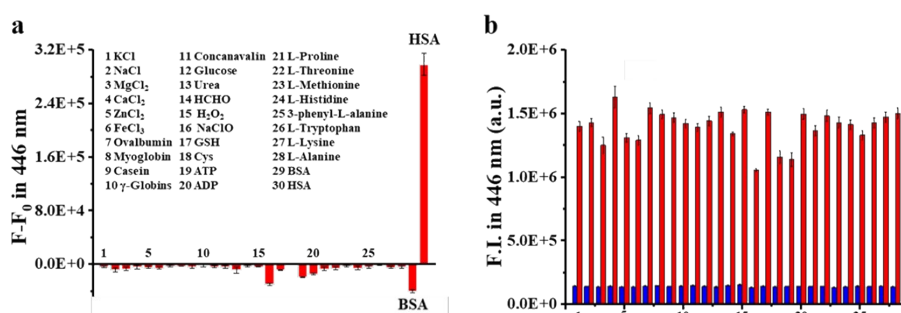 a
HSA
3.2E+5
2.4E+5
1.6E+5
8.0E+4
0.0E+0
F-F0 in 446 nm
1 KCl
2 NaCl
3 MgCl2
4 CaCl2
5 ZnCl2
6 FeCl3
7 Ovalbumin
8 Myoglobin
9 Casein
10 γ-Globins
11 Concanavalin
12 Glucose
13 Urea
14 HCHO
15 H2O2
16 NaClO
17 GSH
18 Cys
19 ATP
20 ADP
21 L-Proline
22 L-Threonine
23 L-Methionine
24 L-Histidine
25 3-phenyl-L-alanine
26 L-Tryptophan
27 L-Lysine
28 L-Alanine
29 BSA
30 HSA
1 5 10 15 20 25
BSA
b
2.0E+6
1.5E+6
1.0E+6
5.0E+5
0.0E+0
F.I. in 446 nm (a.u.)